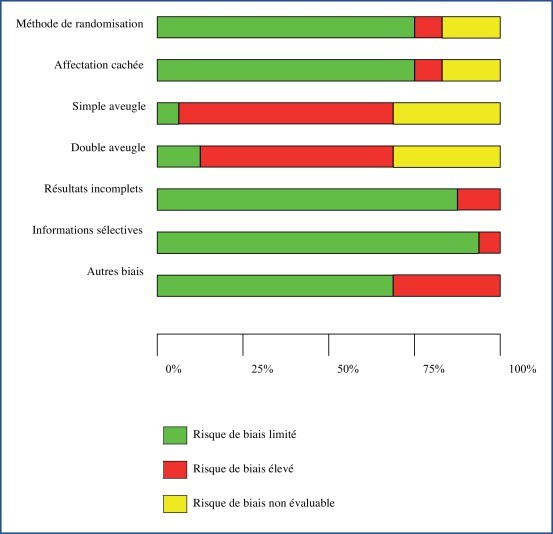 Méthode de randomisation
Affectation cachée
Simple aveugle
Double aveugle
Résultats incomplets
Informations sélectives
Autres biais
0% 25% 50% 75% 100%
Risque de biais limité
Risque de biais élevé
Risque de biais non évaluable